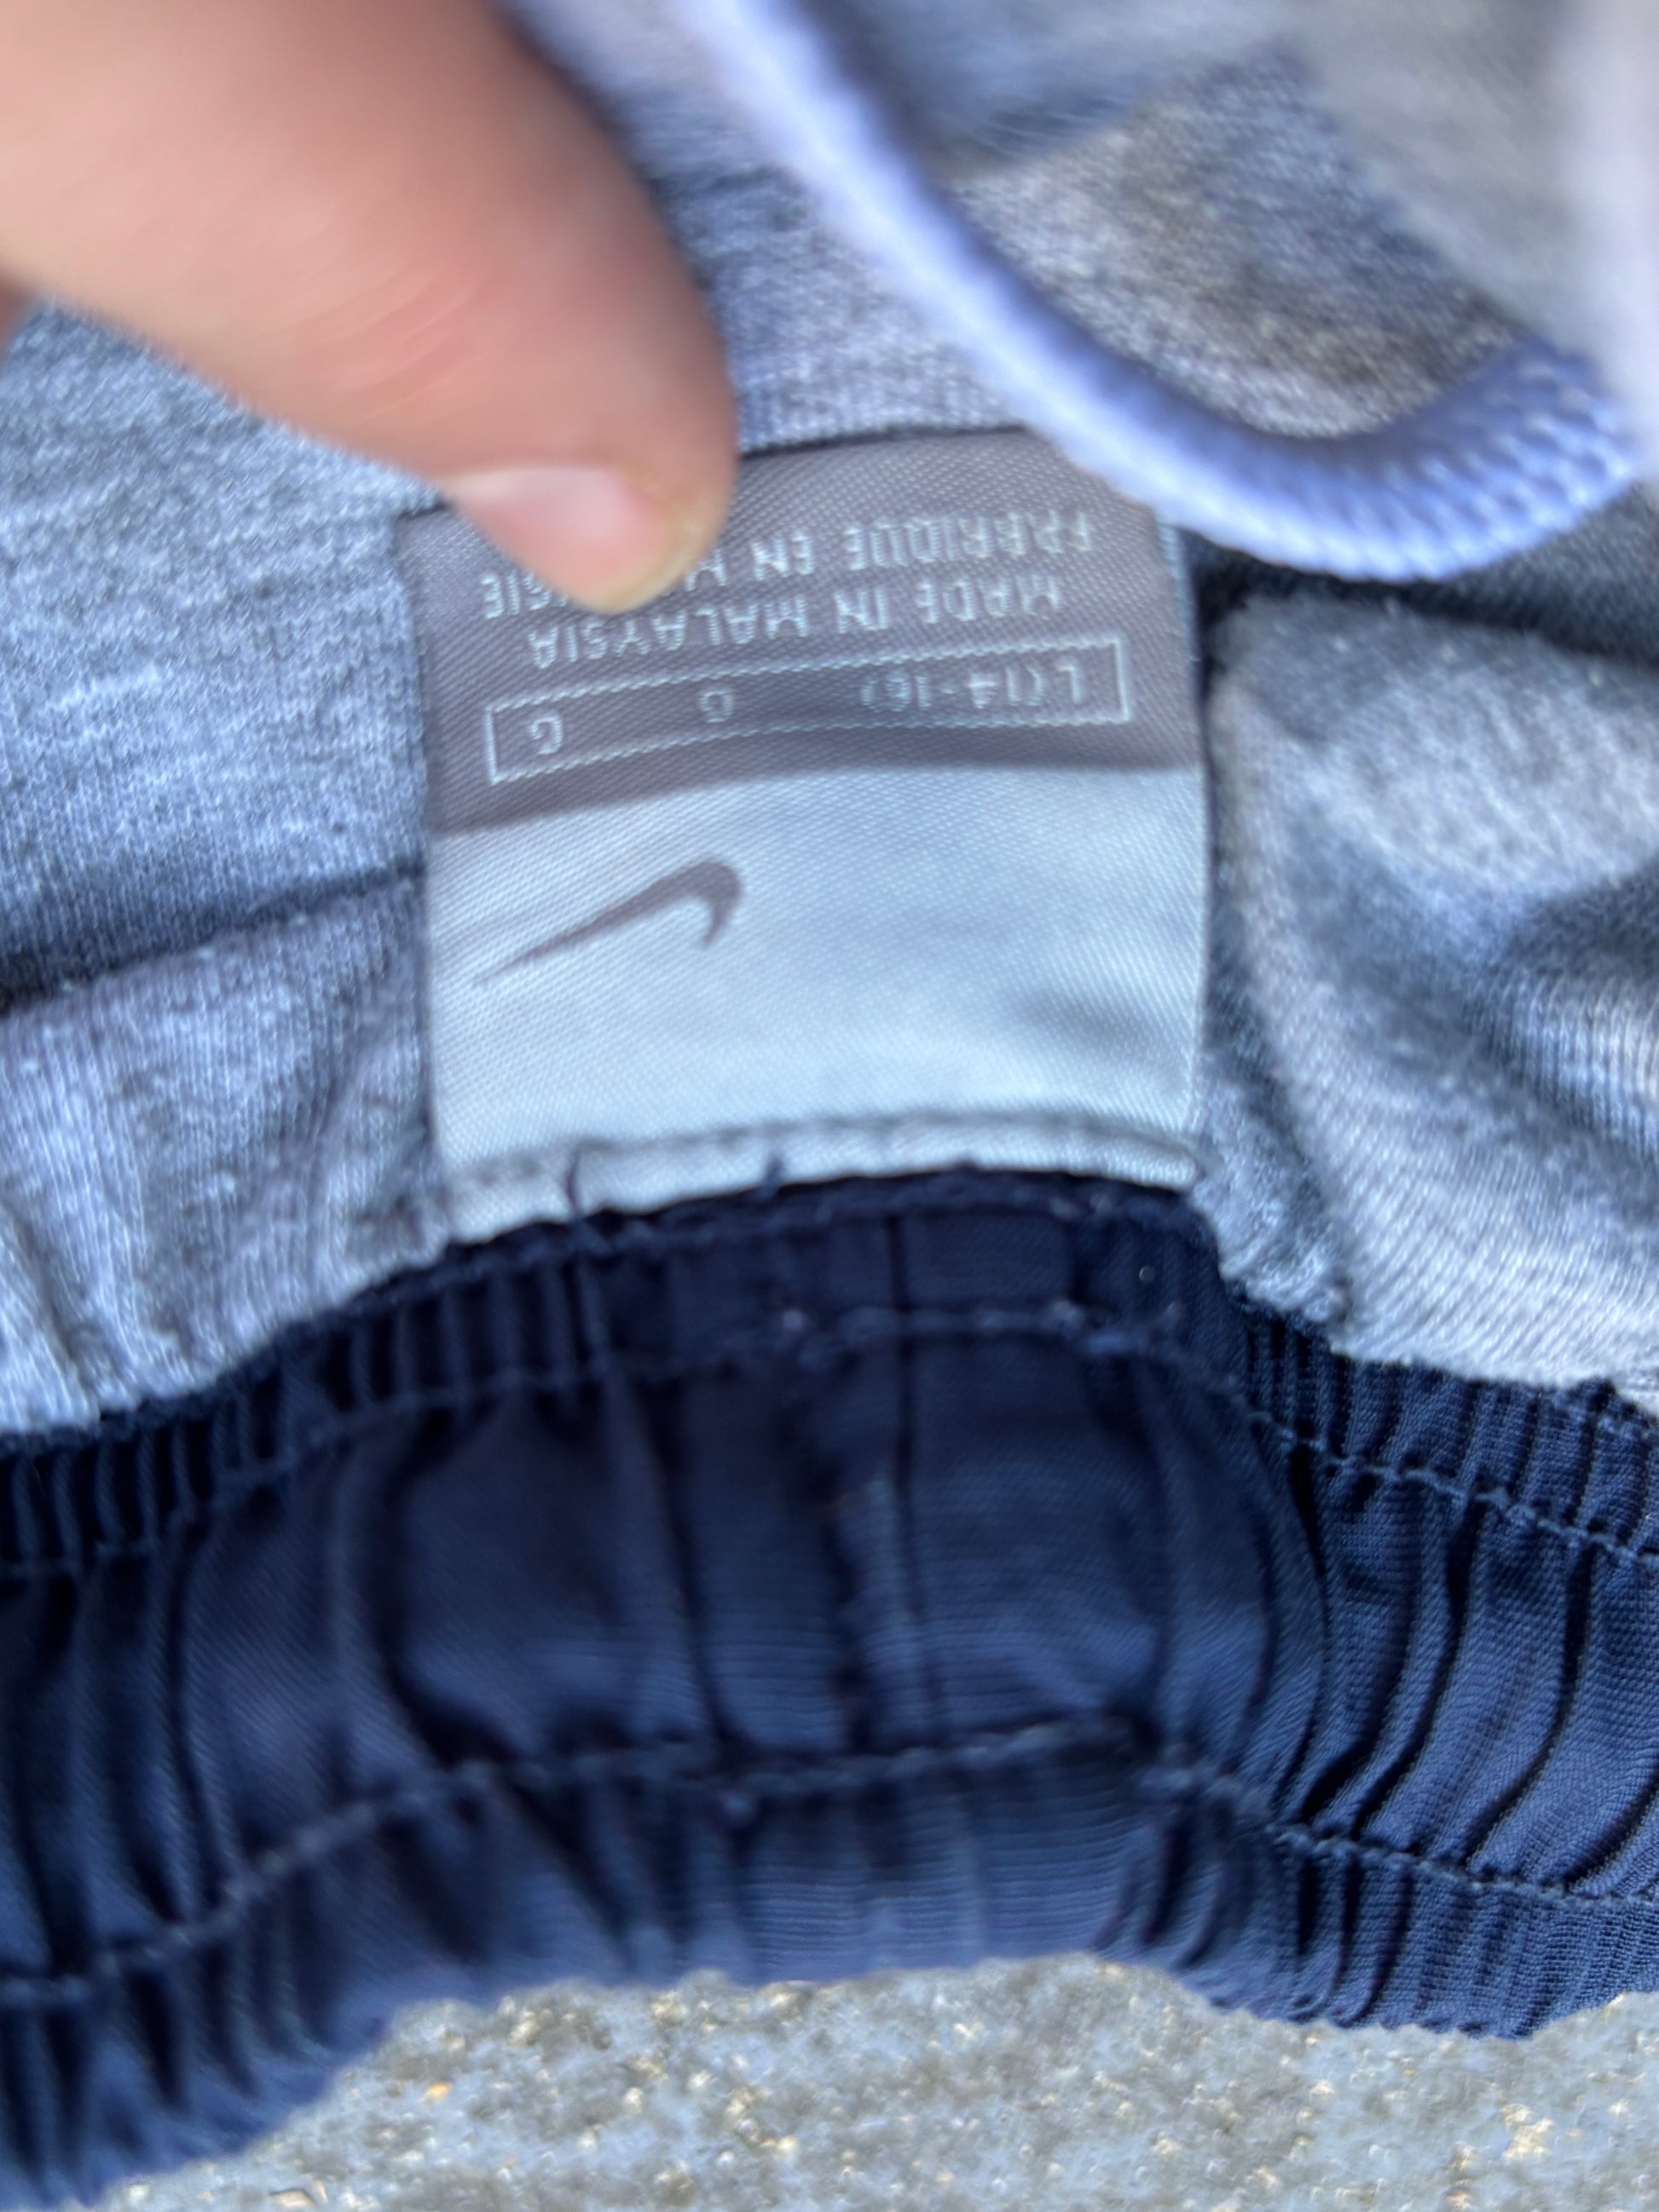 L(14-16) G G
MADE IN MALAYSIA
FABRIQUE EN